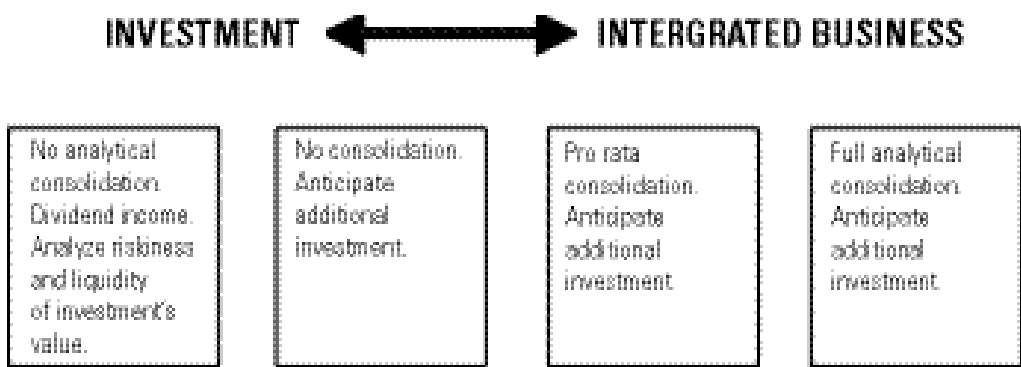 INVESTMENT
INTERGRATED BUSINESS
No analytical
consolidation.
Dividend income.
Analyze riskiness
and liquidity
of investment's
value.
No consolidation.
Anticipate
additional
investment.
Pro rata
consolidation.
Anticipate
additional
investment.
Full analytical
consolidation.
Anticipate
additional
investment.